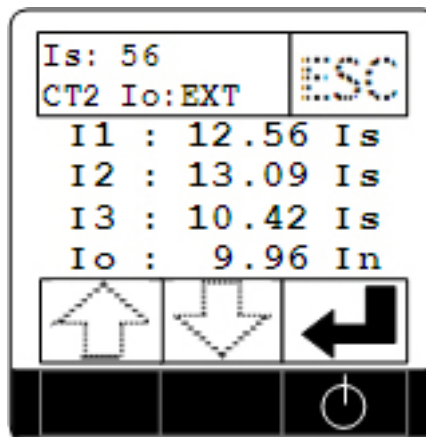 Is: 56
ESC
CT2 Io:EXT
I1 : 12.56 Is
I2 : 13.09 Is
I3 : 10.42 Is
Io : 9.96 In